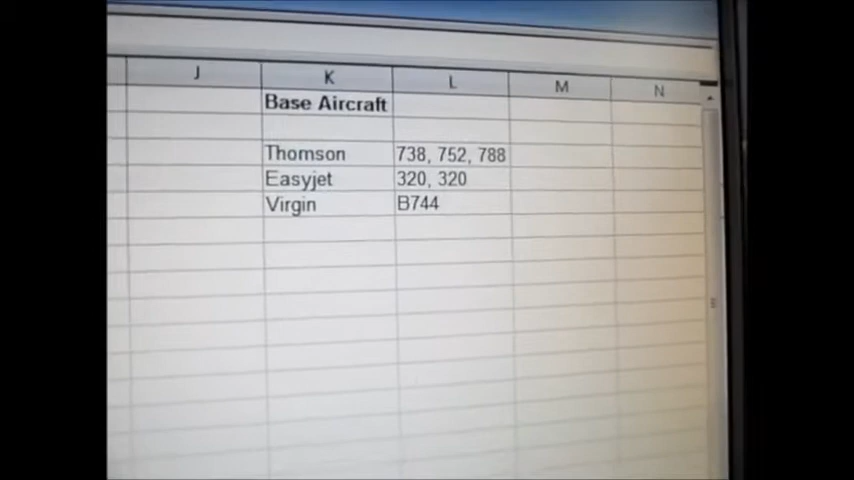 J K L M N
Base Aircraft
Thomson 738, 752, 788
Easyjet 320, 320
Virgin B744